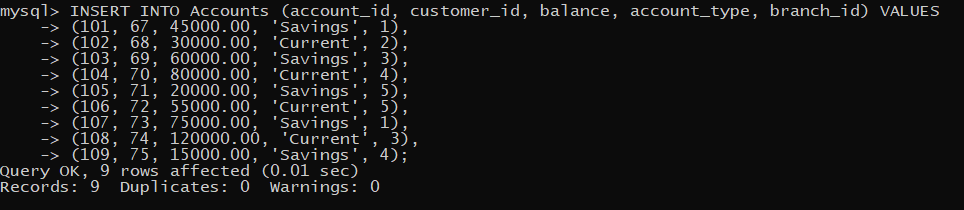 mysql> INSERT INTO Accounts (account_id, customer_id, balance, account_type, branch_id) VALUES
    -> (101, 67, 45000.00, 'Savings', 1),
    -> (102, 68, 30000.00, 'Current', 2),
    -> (103, 69, 60000.00, 'Savings', 3),
    -> (104, 70, 80000.00, 'Current', 4),
    -> (105, 71, 20000.00, 'Savings', 5),
    -> (106, 72, 55000.00, 'Current', 5),
    -> (107, 73, 75000.00, 'Savings', 1),
    -> (108, 74, 120000.00, 'Current', 3),
    -> (109, 75, 15000.00, 'Savings', 4);
Query OK, 9 rows affected (0.01 sec)
Records: 9  Duplicates: 0  Warnings: 0